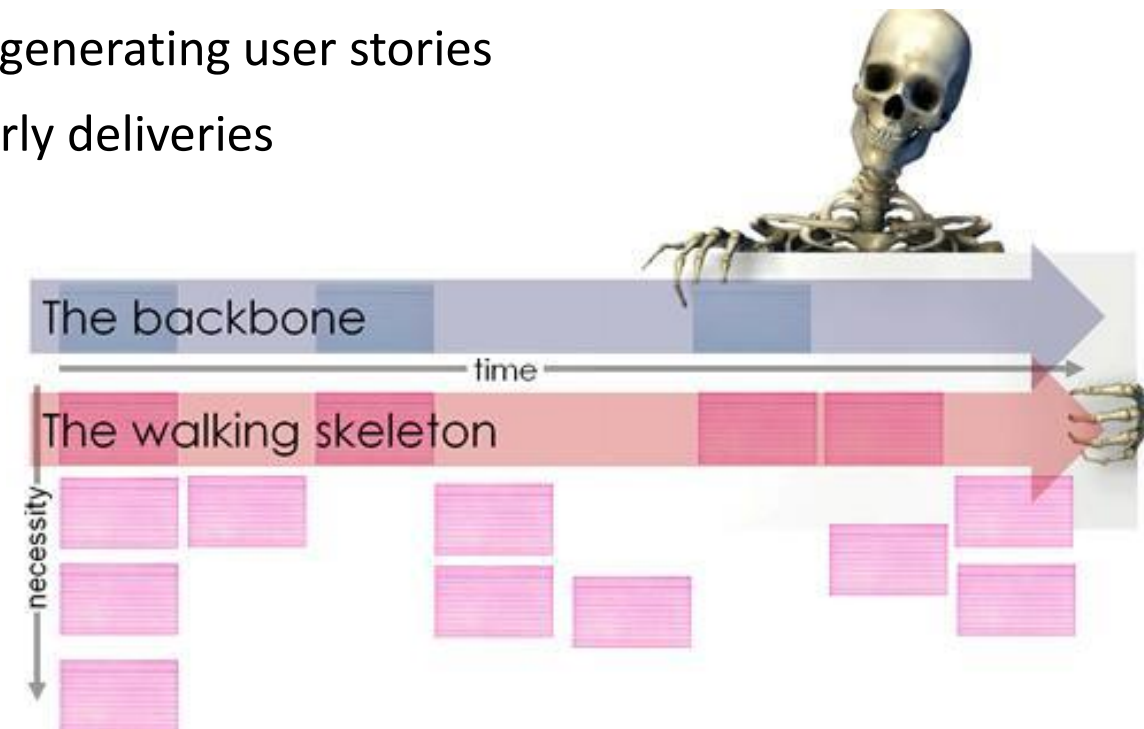 generating user stories
rly deliveries
The backbone
time
The walking skeleton
necessity